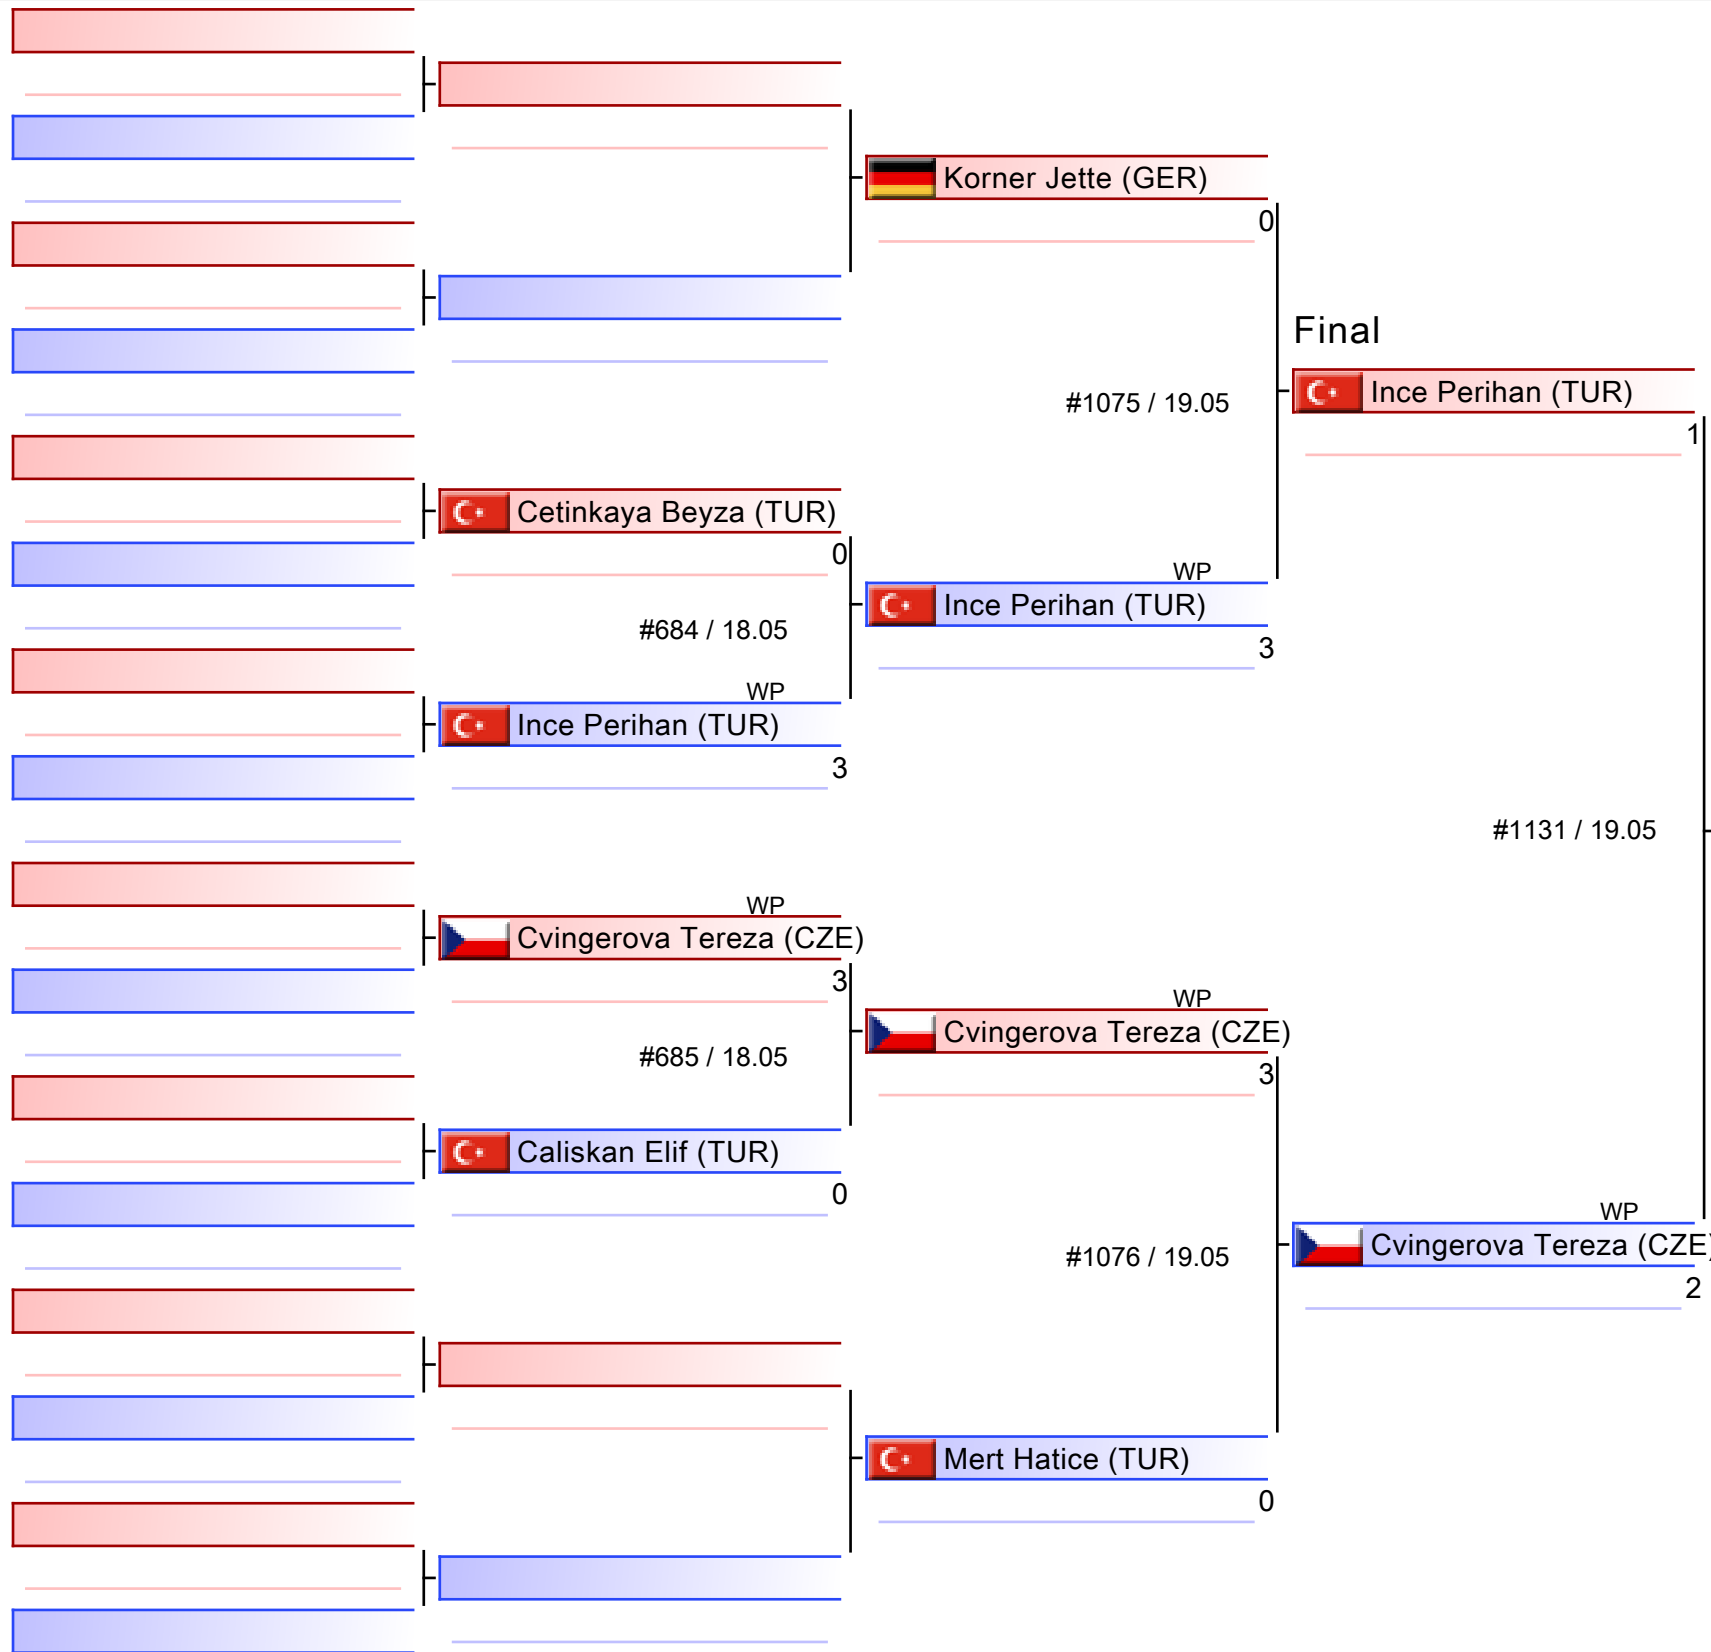 Korner Jette (GER)
0
Final
#1075 / 19.05
Ince Perihan (TUR)
1
Cetinkaya Beyza (TUR)
0
WP
Ince Perihan (TUR)
3
#684 / 18.05
WP
Ince Perihan (TUR)
3
#1131 / 19.05
WP
Cvingerova Tereza (CZE)
3
WP
Cvingerova Tereza (CZE)
3
#685 / 18.05
Caliskan Elif (TUR)
0
WP
Cvingerova Tereza (CZE)
2
#1076 / 19.05
Mert Hatice (TUR)
0